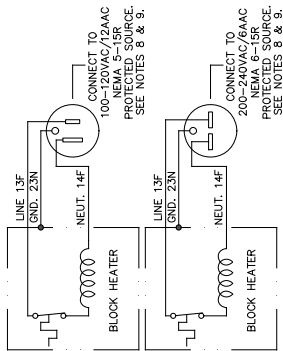 LINE 13F
GND. 23N
NEUT. 14F
BLOCK HEATER
CONNECT TO
100-120VAC/12AAC
NEMA 5-15R
PROTECTED SOURCE.
SEE NOTES 8 & 9.
LINE 13F
GND. 23N
NEUT. 14F
BLOCK HEATER
CONNECT TO
200-240VAC/6AAC
NEMA 6-15R
PROTECTED SOURCE.
SEE NOTES 8 & 9.